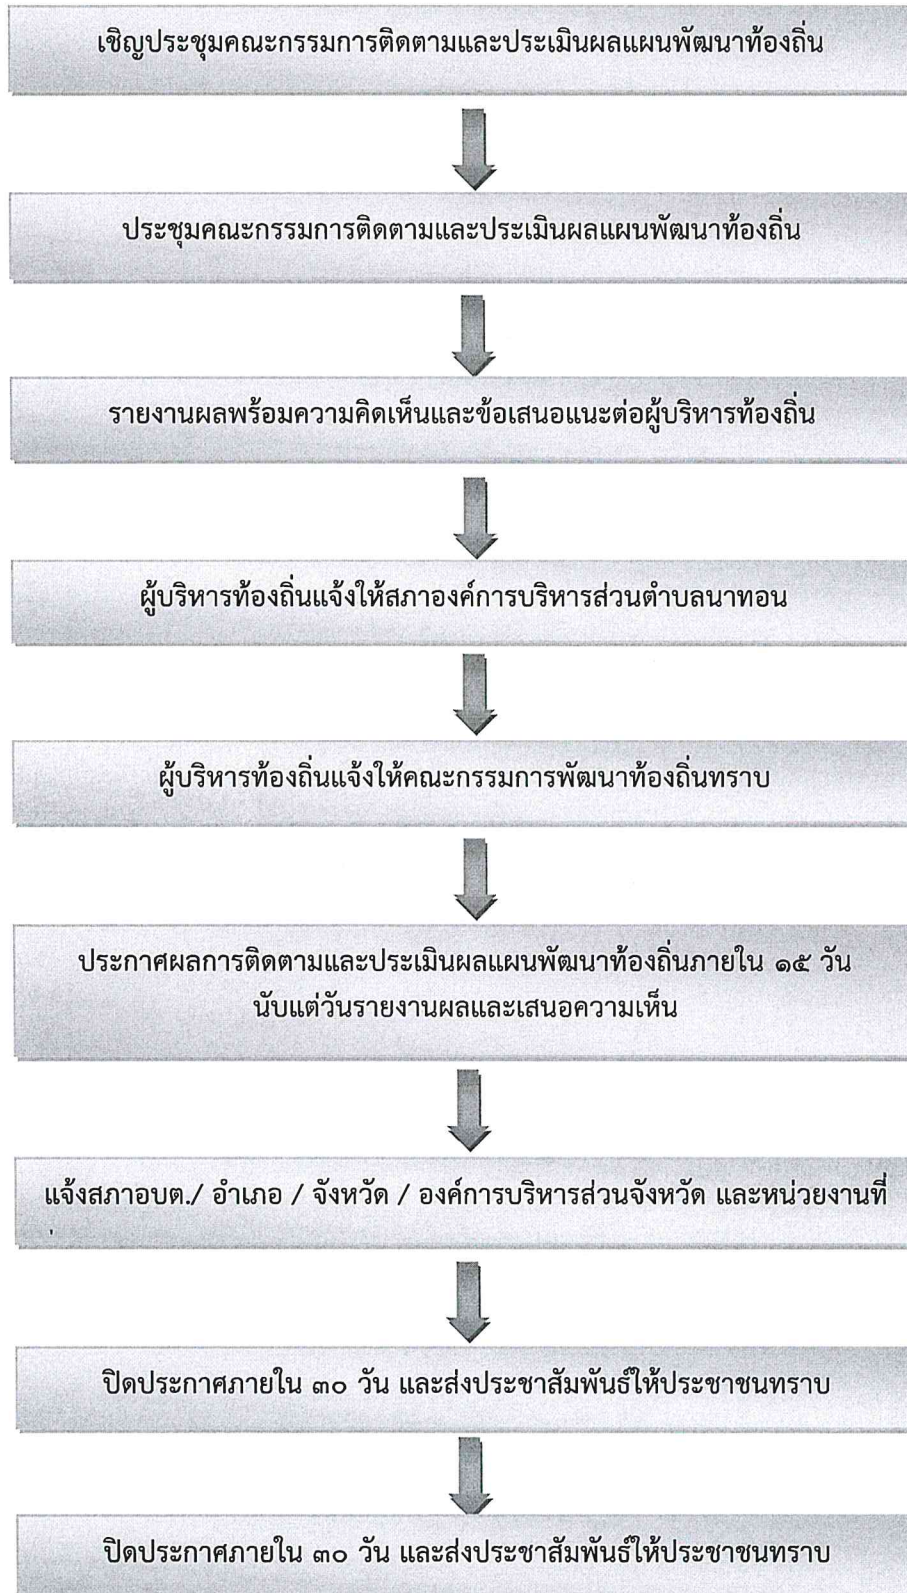 เชิญประชุมคณะกรรมการติดตามและประเมินผลแผนพัฒนาท้องถิ่น
ประชุมคณะกรรมการติดตามและประเมินผลแผนพัฒนาท้องถิ่น
รายงานผลพร้อมความคิดเห็นและข้อเสนอแนะต่อผู้บริหารท้องถิ่น
ผู้บริหารท้องถิ่นแจ้งให้สภาองค์การบริหารส่วนตำบลนาทอน
ผู้บริหารท้องถิ่นแจ้งให้คณะกรรมการพัฒนาท้องถิ่นทราบ
ประกาศผลการติดตามและประเมินผลแผนพัฒนาท้องถิ่นภายใน ๑๕ วัน
นับแต่วันรายงานผลและเสนอความเห็น
แจ้งสภาอบต./ อำเภอ / จังหวัด / องค์การบริหารส่วนจังหวัด และหน่วยงานที่
ปิดประกาศภายใน ๓๐ วัน และส่งประชาสัมพันธ์ให้ประชาชนทราบ
ปิดประกาศภายใน ๓๐ วัน และส่งประชาสัมพันธ์ให้ประชาชนทราบ